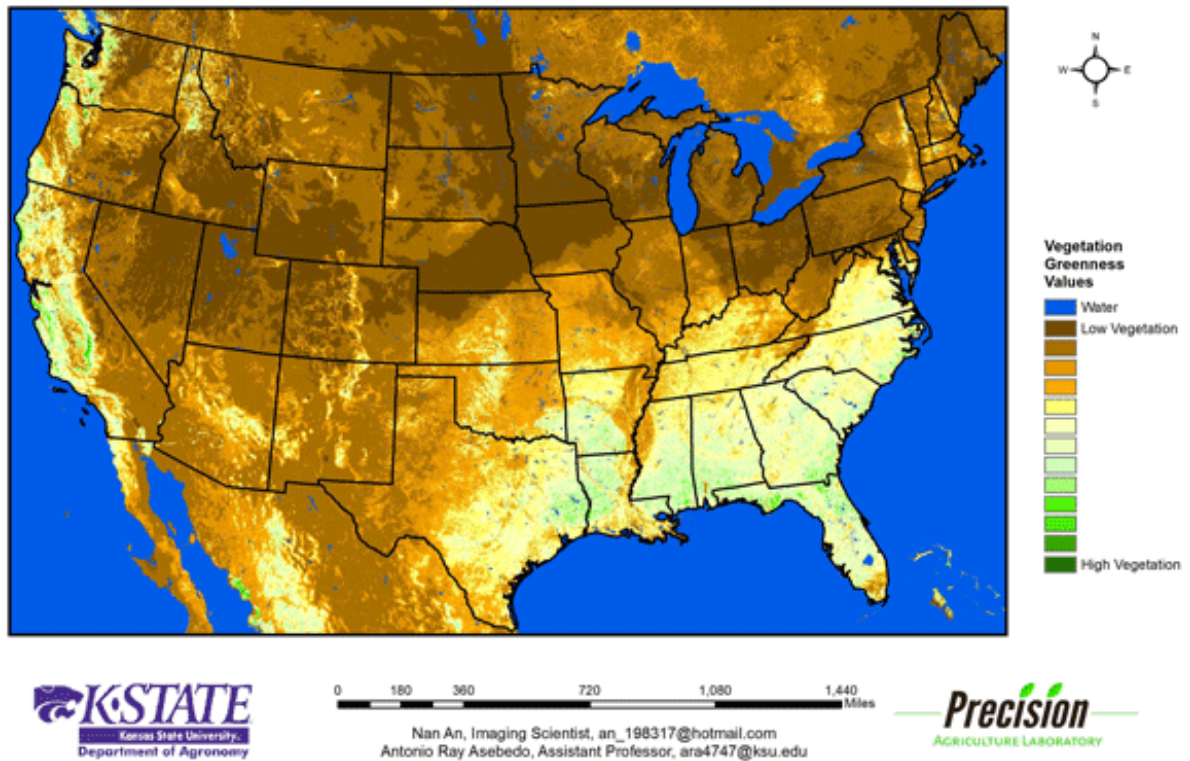 N
W
E
S
Vegetation
Greenness
Values
Water
Low Vegetation
High Vegetation
K-STATE
Kansas State University
Department of Agronomy
0 180 360 720 1,080 1,440
Miles
Nan An, Imaging Scientist, an_198317@hotmail.com
Antonio Ray Asebedo, Assistant Professor, ara4747@ksu.edu
Precision
AGRICULTURE LABORATORY